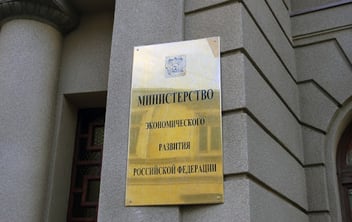 МИНИСТЕРСТВО
ЭКОНОМИЧЕСКОГО
РАЗВИТИЯ
РОССИЙСКОЙ ФЕДЕРАЦИИ